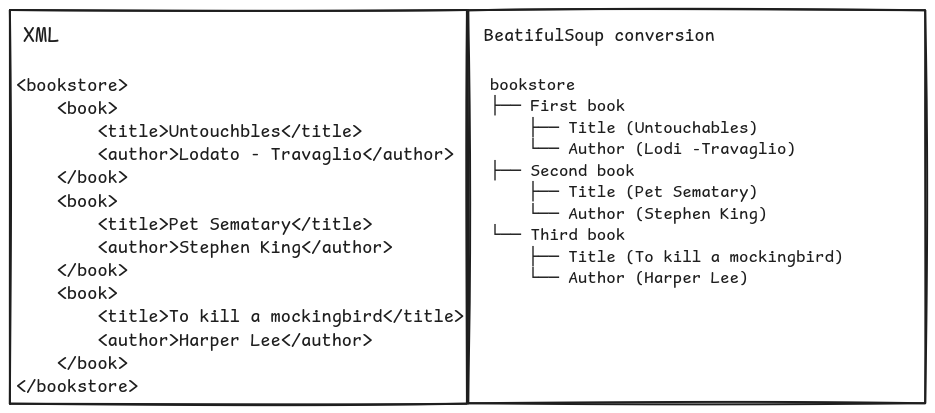 XML
<bookstore>
    <book>
        <title>Untouchbles</title>
        <author>Lodato - Travaglio</author>
    </book>
    <book>
        <title>Pet Sematary</title>
        <author>Stephen King</author>
    </book>
    <book>
        <title>To kill a mockingbird</title>
        <author>Harper Lee</author>
    </book>
</bookstore>
BeatifulSoup conversion
bookstore
├── First book
    ├── Title (Untouchables)
    └── Author (Lodi -Travaglio)
├── Second book
    ├── Title (Pet Sematary)
    └── Author (Stephen King)
└── Third book
    ├── Title (To kill a mockingbird)
    └── Author (Harper Lee)